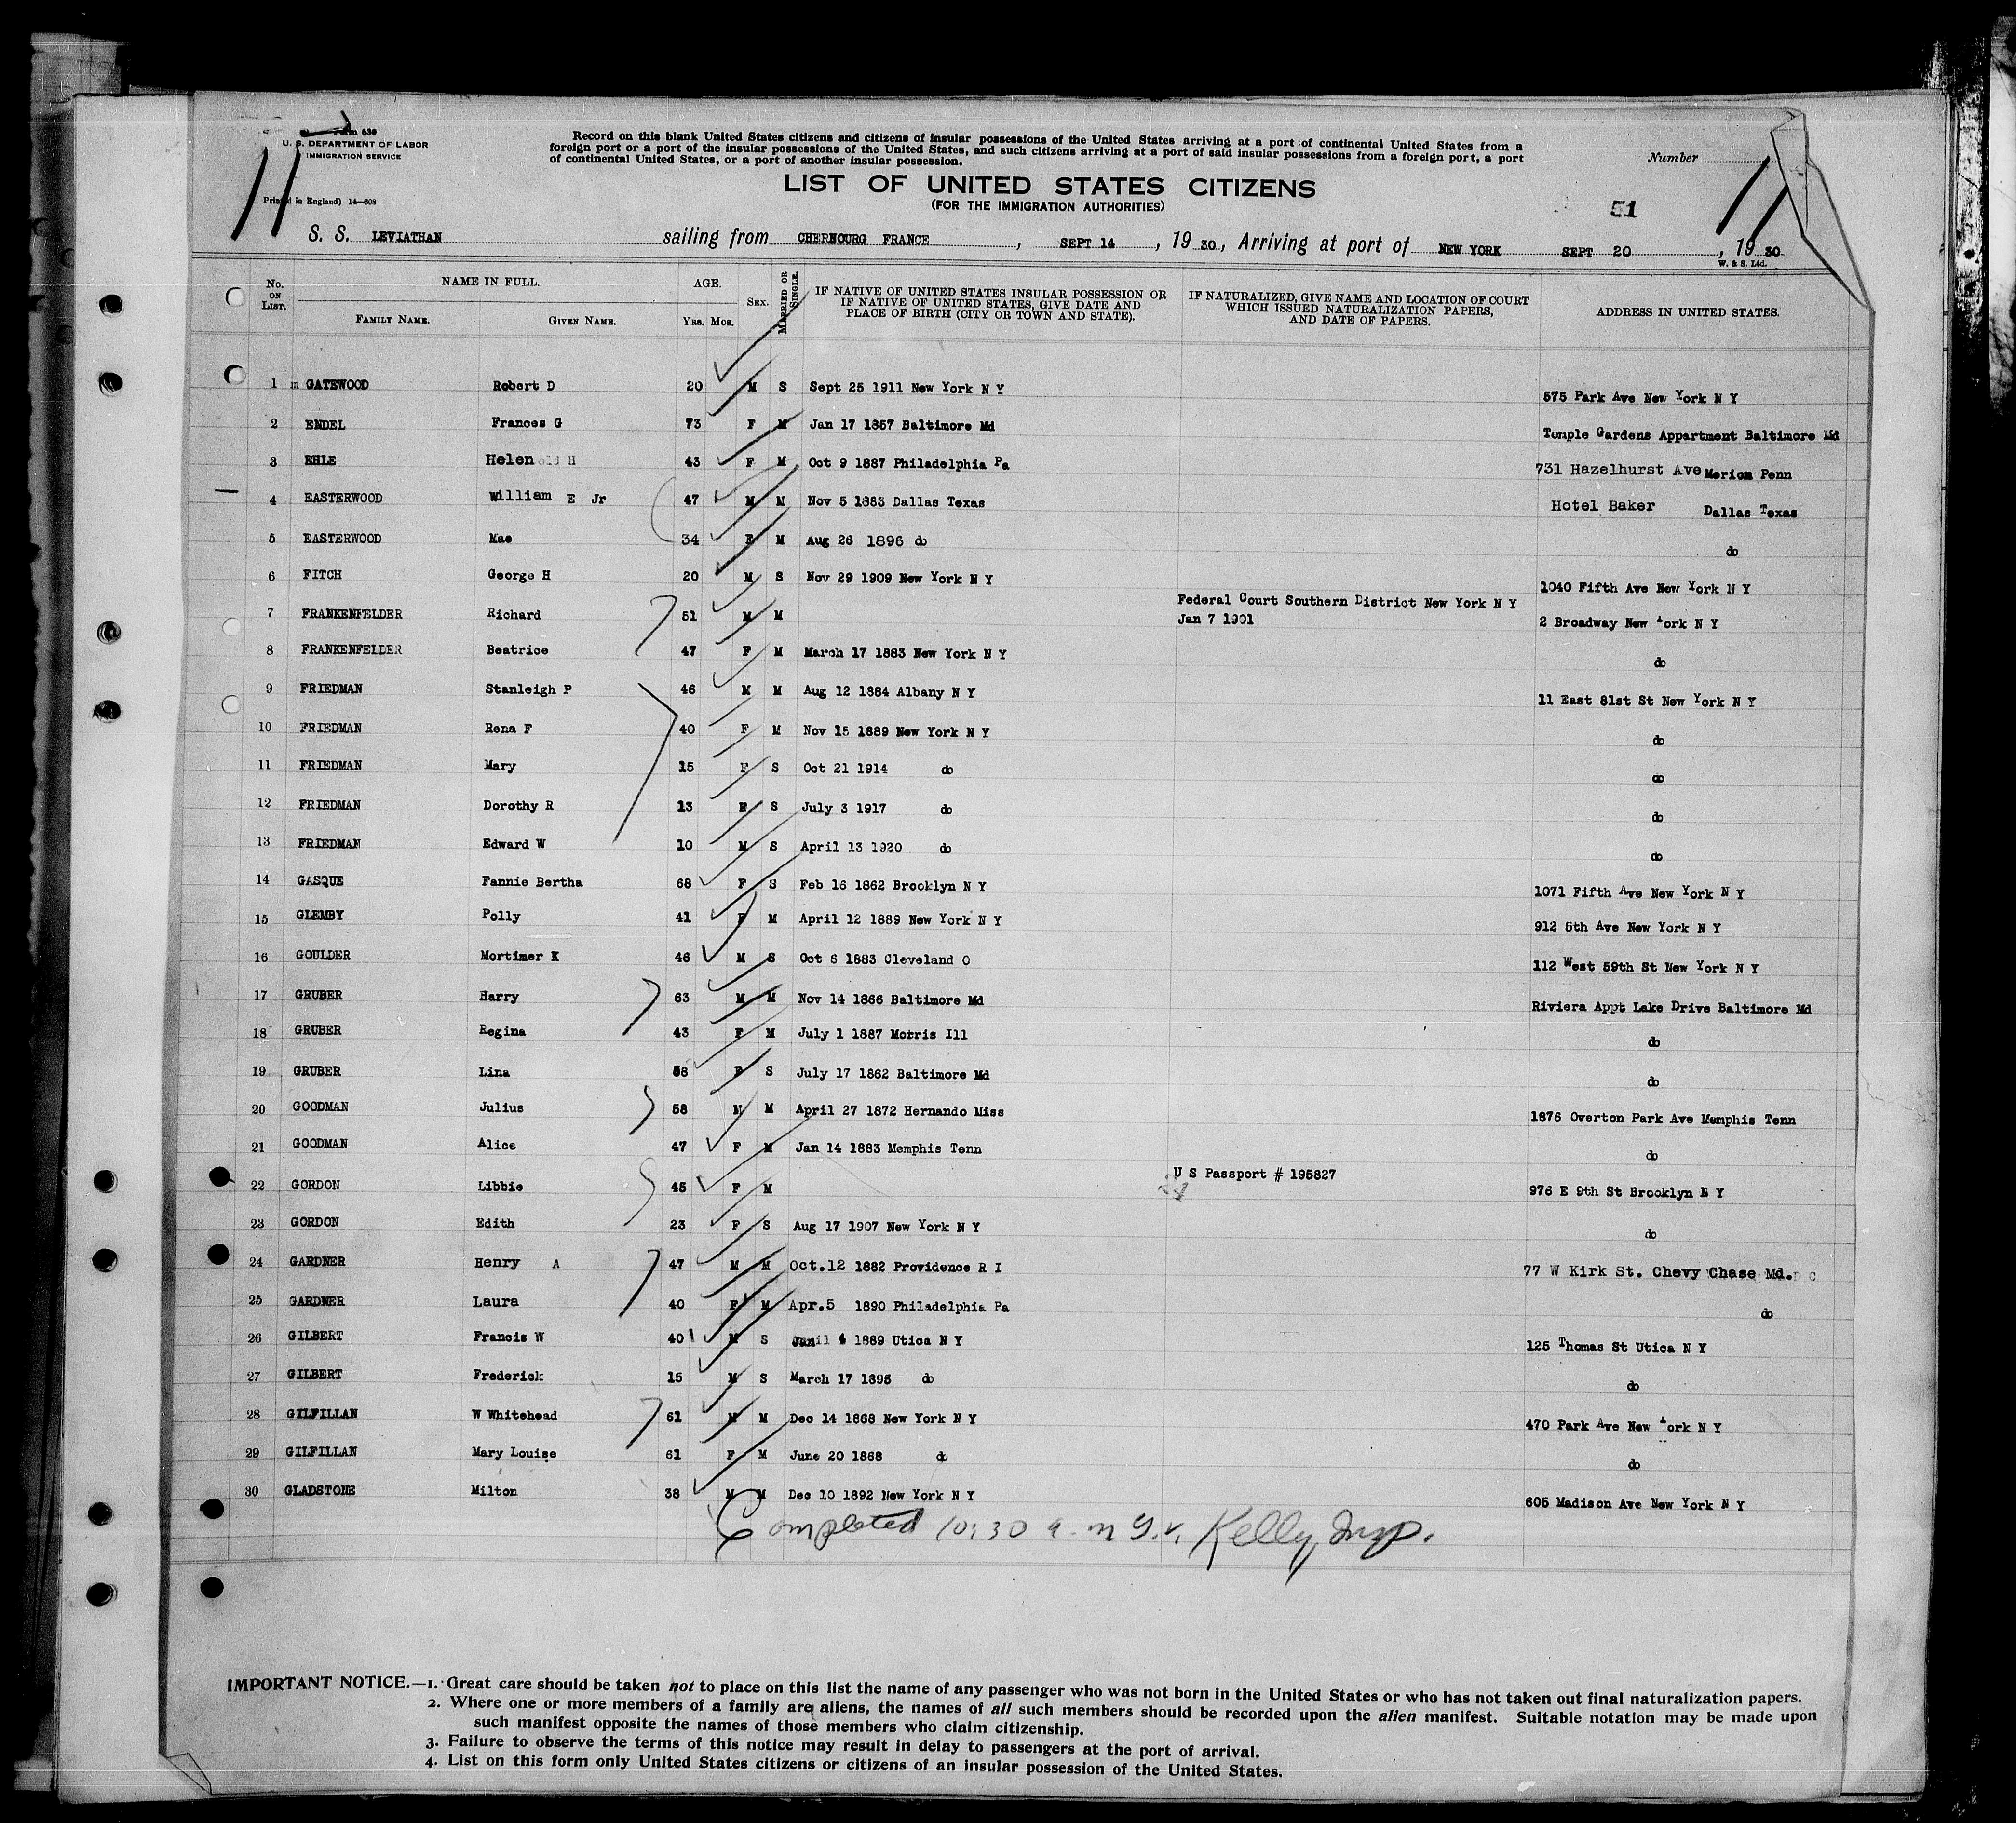 Form 630
U. S. DEPARTMENT OF LABOR
IMMIGRATION SERVICE
Printed in England) 14—608
11
Record on this blank United States citizens and citizens of insular possessions of the United States arriving at a port of continental United States from a
foreign port or a port of the insular possessions of the United States, and such citizens arriving at a port of said insular possessions from a foreign port, a port
of continental United States, or a port of another insular possession.
Number
11
LIST OF UNITED STATES CITIZENS
(FOR THE IMMIGRATION AUTHORITIES)
51
S. S. LEVIATHAN sailing from CHERBOURG FRANCE, SEPT 14, 1930, Arriving at port of NEW YORK SEPT 20, 1930
W. & S. Ltd.
No. ON LIST. NAME IN FULL. FAMILY NAME. GIVEN NAME. AGE. YRS. MOS. SEX. MARRIED OR SINGLE. IF NATIVE OF UNITED STATES INSULAR POSSESSION OR IF NATIVE OF UNITED STATES, GIVE DATE AND PLACE OF BIRTH (CITY OR TOWN AND STATE). IF NATURALIZED, GIVE NAME AND LOCATION OF COURT WHICH ISSUED NATURALIZATION PAPERS, AND DATE OF PAPERS. ADDRESS IN UNITED STATES.
1 m GATEWOOD Robert D 20 M S Sept 25 1911 New York N Y 575 Park Ave New York N Y
2 ENDEL Frances G 73 F M Jan 17 1857 Baltimore Md Temple Gardens Appartment Baltimore Md
3 EHLE Helen H 43 F M Oct 9 1887 Philadelphia Pa 731 Hazelhurst Ave Merion Penn
4 EASTERWOOD William E Jr 47 M M Nov 5 1883 Dallas Texas Hotel Baker Dallas Texas
5 EASTERWOOD Mae 34 F M Aug 26 1896 do do
6 FITCH George H 20 M S Nov 29 1909 New York N Y 1040 Fifth Ave New York N Y
7 FRANKENFELDER Richard 51 M M Federal Court Southern District New York N Y Jan 7 1901 2 Broadway New York N Y
8 FRANKENFELDER Beatrice 47 F M March 17 1883 New York N Y do
9 FRIEDMAN Stanleigh P 46 M M Aug 12 1884 Albany N Y 11 East 81st St New York N Y
10 FRIEDMAN Rena F 40 F M Nov 15 1889 New York N Y do
11 FRIEDMAN Mary 15 F S Oct 21 1914 do do
12 FRIEDMAN Dorothy R 13 F S July 3 1917 do do
13 FRIEDMAN Edward W 10 M S April 13 1920 do do
14 GASQUE Fannie Bertha 68 F S Feb 16 1862 Brooklyn N Y 1071 Fifth Ave New York N Y
15 GLEMBY Polly 41 F M April 12 1889 New York N Y 912 5th Ave New York N Y
16 GOULDER Mortimer K 46 M S Oct 6 1883 Cleveland O 112 West 59th St New York N Y
17 GRUBER Harry 63 M M Nov 14 1866 Baltimore Md Riviera Appt Lake Drive Baltimore Md
18 GRUBER Regina 43 F M July 1 1887 Morris Ill do
19 GRUBER Lina 68 F S July 17 1862 Baltimore Md do
20 GOODMAN Julius 58 M M April 27 1872 Hernando Miss 1876 Overton Park Ave Memphis Tenn
21 GOODMAN Alice 47 F M Jan 14 1883 Memphis Tenn do
22 GORDON Libbie 45 F M U S Passport # 195827 976 E 9th St Brooklyn N Y
23 GORDON Edith 23 F S Aug 17 1907 New York N Y do
24 GARDNER Henry A 47 M M Oct.12 1882 Providence R I 77 W Kirk St. Chevy Chase Md.
25 GARDNER Laura 40 F M Apr.5 1890 Philadelphia Pa do
26 GILBERT Francis W 40 M S 4 1889 Utica N Y 125 Thomas St Utica N Y
27 GILBERT Frederick 15 M S March 17 1895 do do
28 GILFILLAN W Whitehead 61 M M Dec 14 1868 New York N Y 470 Park Ave New York N Y
29 GILFILLAN Mary Louise 61 F M June 20 1868 do do
30 GLADSTONE Milton 38 M M Dec 10 1892 New York N Y 605 Madison Ave New York N Y
Completed 10:30 a.m. Kelly, Insp.
IMPORTANT NOTICE.—1. Great care should be taken not to place on this list the name of any passenger who was not born in the United States or who has not taken out final naturalization papers.
2. Where one or more members of a family are aliens, the names of all such members should be recorded upon the alien manifest. Suitable notation may be made upon
such manifest opposite the names of those members who claim citizenship.
3. Failure to observe the terms of this notice may result in delay to passengers at the port of arrival.
4. List on this form only United States citizens or citizens of an insular possession of the United States.